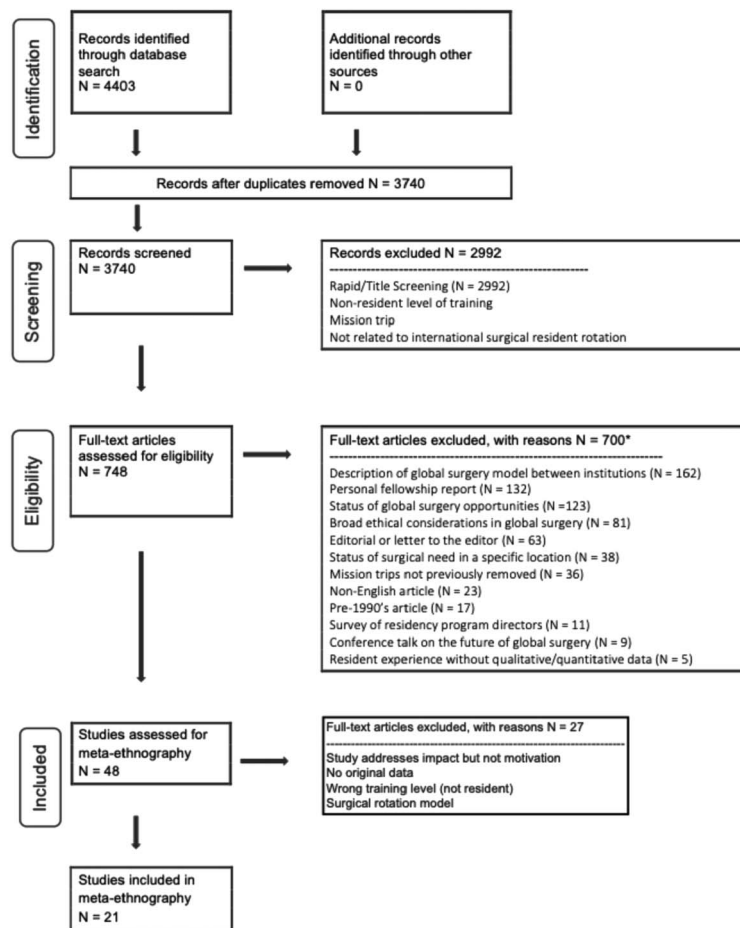 Identification
Records identified
through database
search
N = 4403
Additional records
identified through other
sources
N = 0
Records after duplicates removed N = 3740
Screening
Records screened
N = 3740
Records excluded N = 2992
Rapid/Title Screening (N = 2992)
Non-resident level of training
Mission trip
Not related to international surgical resident rotation
Eligibility
Full-text articles
assessed for eligibility
N = 748
Full-text articles excluded, with reasons N = 700*
Description of global surgery model between institutions (N = 162)
Personal fellowship report (N = 132)
Status of global surgery opportunities (N =123)
Broad ethical considerations in global surgery (N = 81)
Editorial or letter to the editor (N = 63)
Status of surgical need in a specific location (N = 38)
Mission trips not previously removed (N = 36)
Non-English article (N = 23)
Pre-1990's article (N = 17)
Survey of residency program directors (N = 11)
Conference talk on the future of global surgery (N = 9)
Resident experience without qualitative/quantitative data (N = 5)
Included
Studies assessed for
meta-ethnography
N = 48
Full-text articles excluded, with reasons N = 27
Study addresses impact but not motivation
No original data
Wrong training level (not resident)
Surgical rotation model
Studies included in
meta-ethnography
N = 21